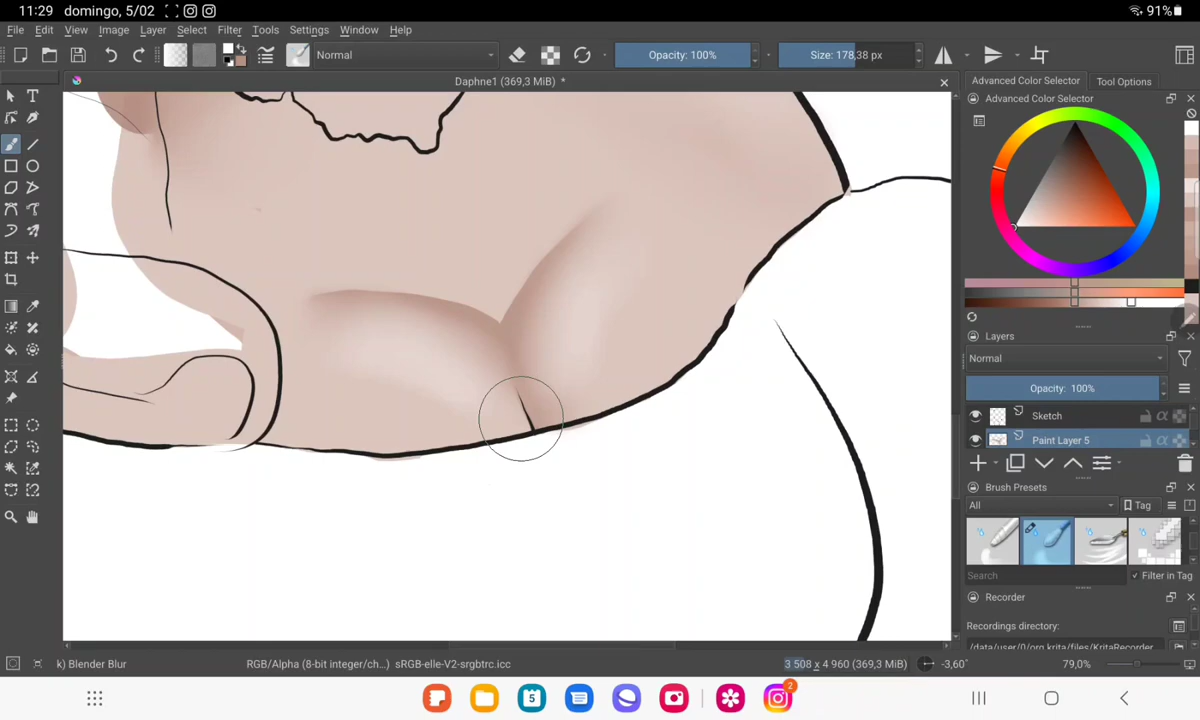 11:29 domingo, 5/02
91%
File Edit View Image Layer Select Filter Tools Settings Window Help
Normal
Opacity: 100%
Size: 178,38 px
Daphne1 (369,3 MiB) *
Advanced Color Selector
Tool Options
Advanced Color Selector
Layers
Normal
Opacity: 100%
Sketch
Paint Layer 5
Brush Presets
All
Tag
Search
Filter in Tag
Recorder
Recordings directory:
/data/user/0/org.krita/files/KritaRecorder
k) Blender Blur
RGB/Alpha (8-bit integer/ch...) sRGB-elle-V2-srgbtrc.icc
3 508 x 4 960 (369,3 MiB)
-3,60°
79,0%
5
2